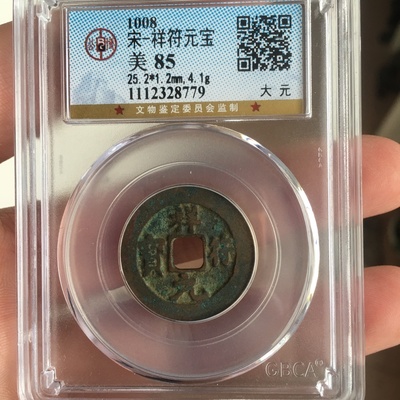 1008
宋-祥符元宝
美 85
25.2*1.2mm,4.1g
1112328779
大 元
★ 文物鉴定委员会监制 ★
祥符元宝
GBCA